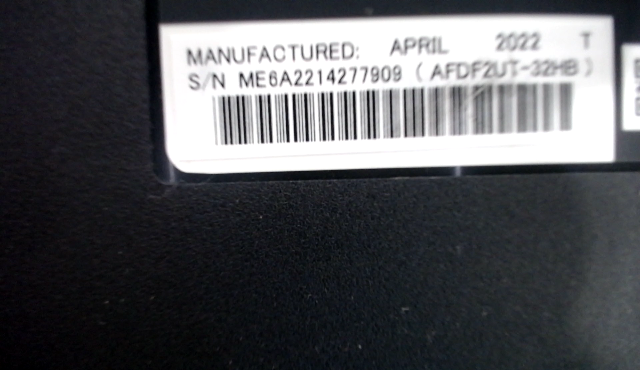 MANUFACTURED: APRIL 2022 T
S/N ME6A2214277909 (AFDF2UT-32HB)